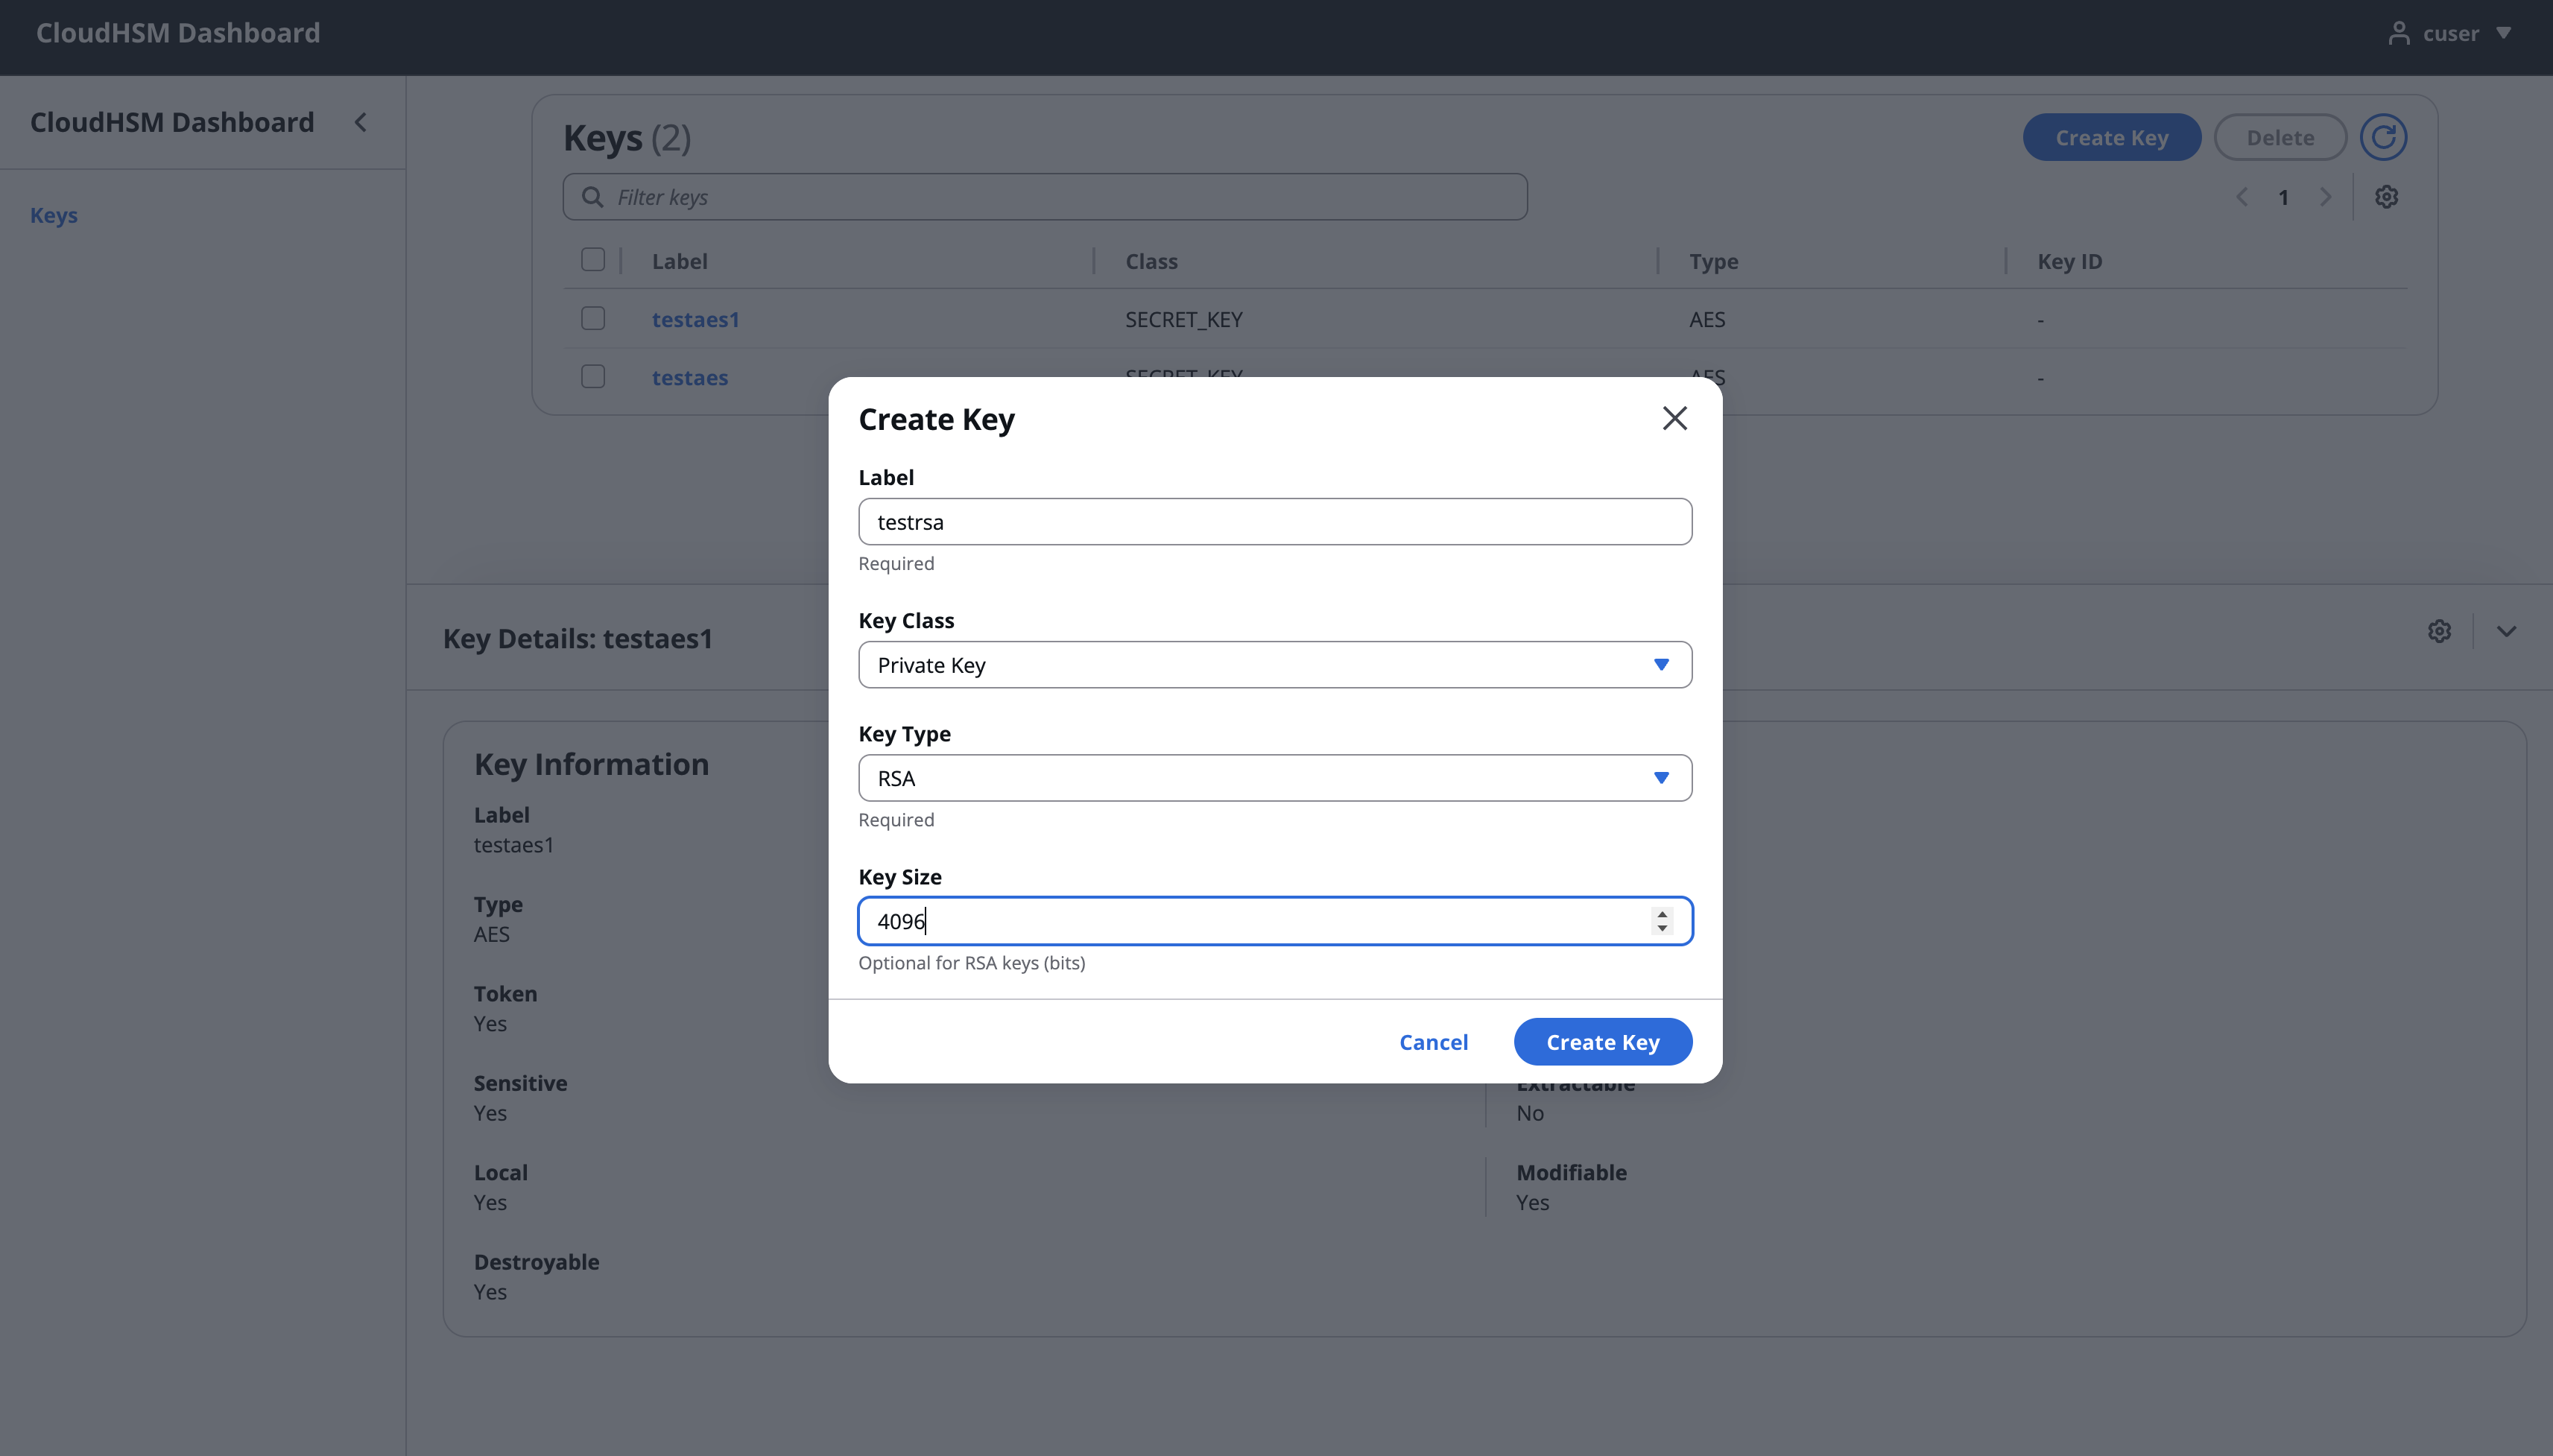 CloudHSM Dashboard
cuser
CloudHSM Dashboard
Keys
Keys (2)
Create Key
Delete
Filter keys
1
Label Class Type Key ID
testaes1 SECRET_KEY AES -
testaes SECRET_KEY AES -
Create Key
Label
testrsa
Required
Key Class
Private Key
Key Type
RSA
Required
Key Size
4096
Optional for RSA keys (bits)
Cancel
Create Key
Key Details: testaes1
Key Information
Label
testaes1
Type
AES
Token
Yes
Sensitive
Yes
Extractable
No
Local
Yes
Modifiable
Yes
Destroyable
Yes